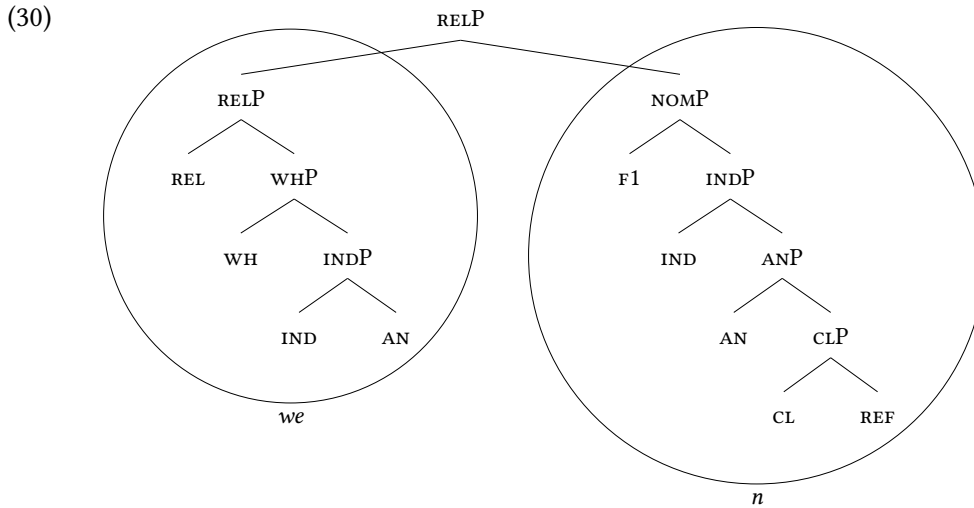 (30)
RELP
RELP NOMP
REL WHP F1 INDP
WH INDP IND ANP
IND AN AN CLP
CL REF
we
n